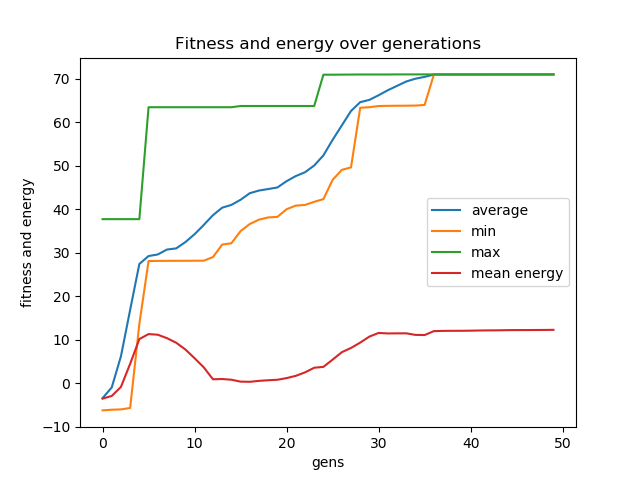 Fitness and energy over generations
fitness and energy
70
60
50
40
30
20
10
0
−10
average
min
max
mean energy
0 10 20 30 40 50
gens